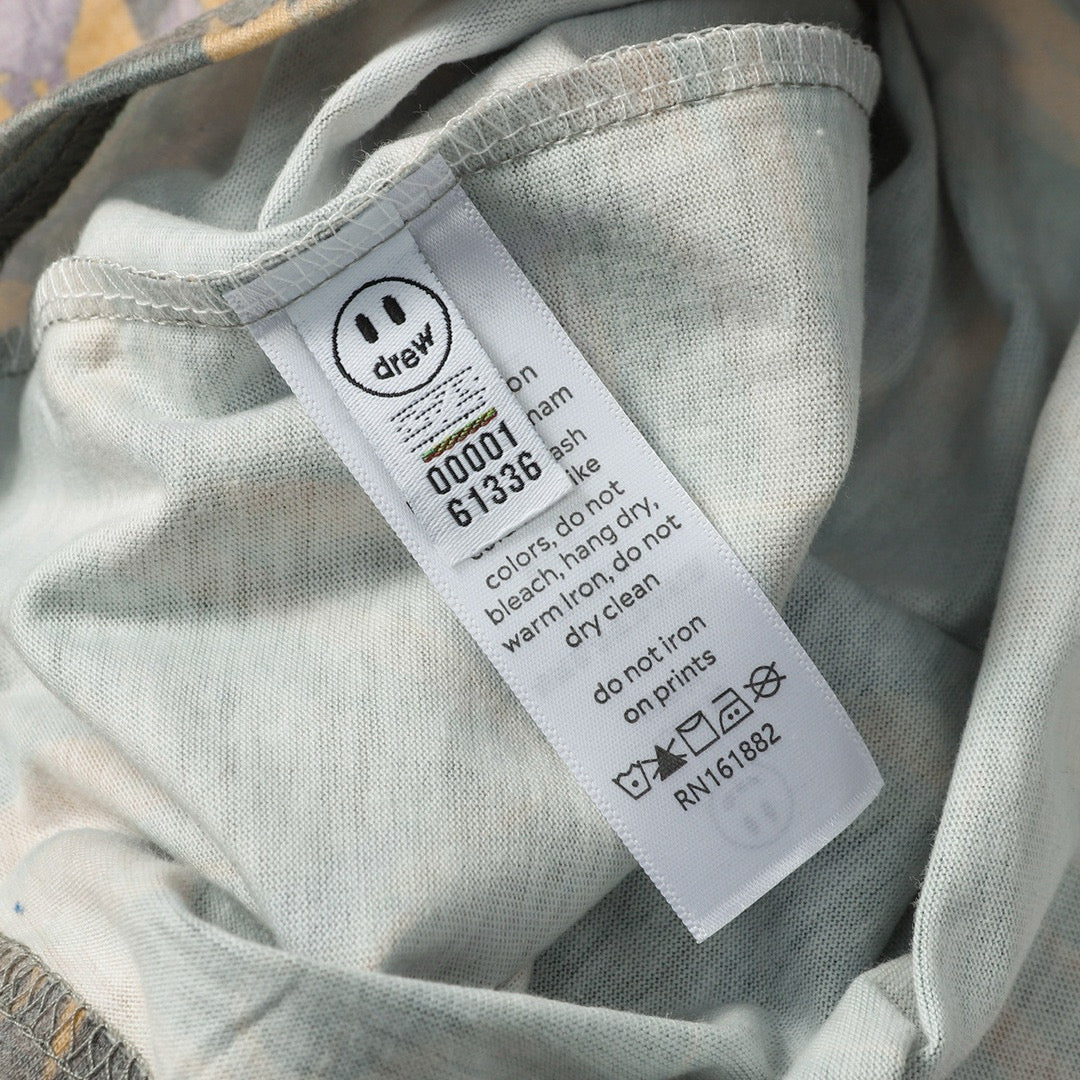 drew
00001
61336
on
nam
ash
ike
colors, do not
bleach, hang dry,
warm Iron, do not
dry clean
do not iron
on prints
RN161882